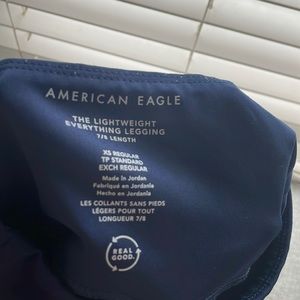 AMERICAN EAGLE
THE LIGHTWEIGHT
EVERYTHING LEGGING
7/8 LENGTH
XS REGULAR
TP STANDARD
EXCH REGULAR
Made in Jordan
Fabriqué en Jordanie
Hecho en Jordania
LES COLLANTS SANS PIEDS
LÉGERS POUR TOUT
LONGUEUR 7/8
REAL
GOOD.